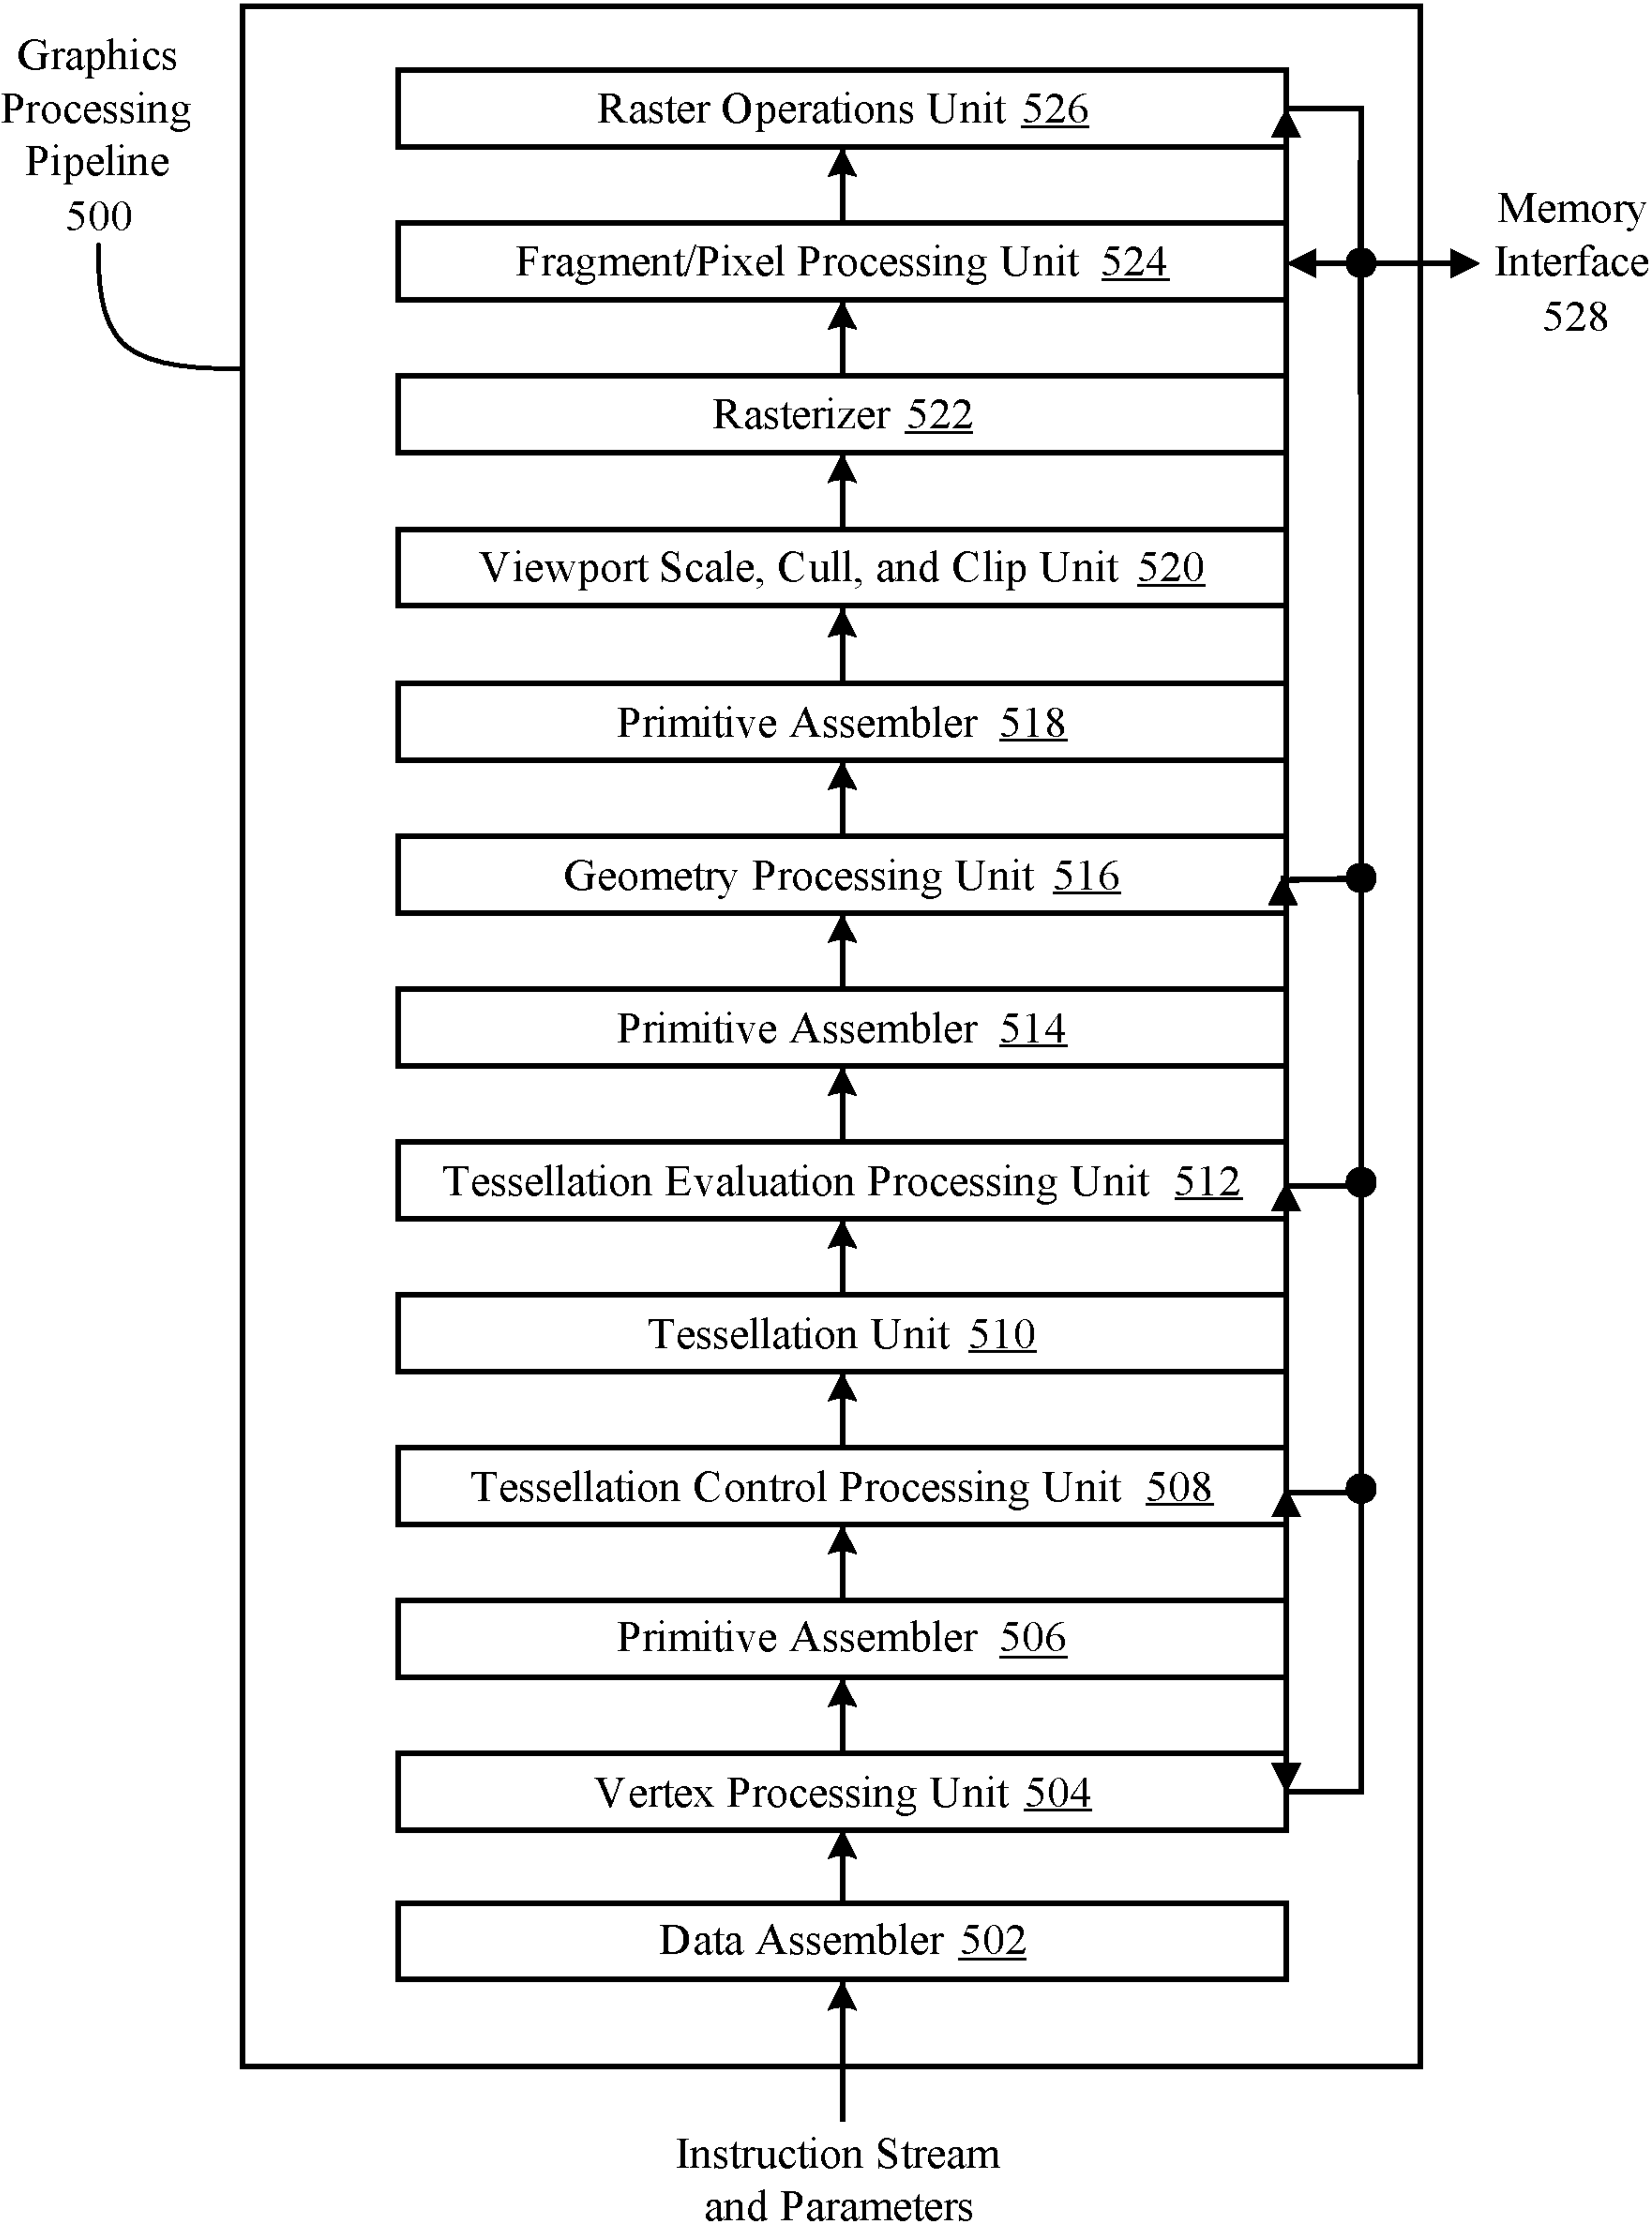 Graphics
Processing
Pipeline
500
Raster Operations Unit 526
Fragment/Pixel Processing Unit 524
Memory
Interface
528
Rasterizer 522
Viewport Scale, Cull, and Clip Unit 520
Primitive Assembler 518
Geometry Processing Unit 516
Primitive Assembler 514
Tessellation Evaluation Processing Unit 512
Tessellation Unit 510
Tessellation Control Processing Unit 508
Primitive Assembler 506
Vertex Processing Unit 504
Data Assembler 502
Instruction Stream
and Parameters